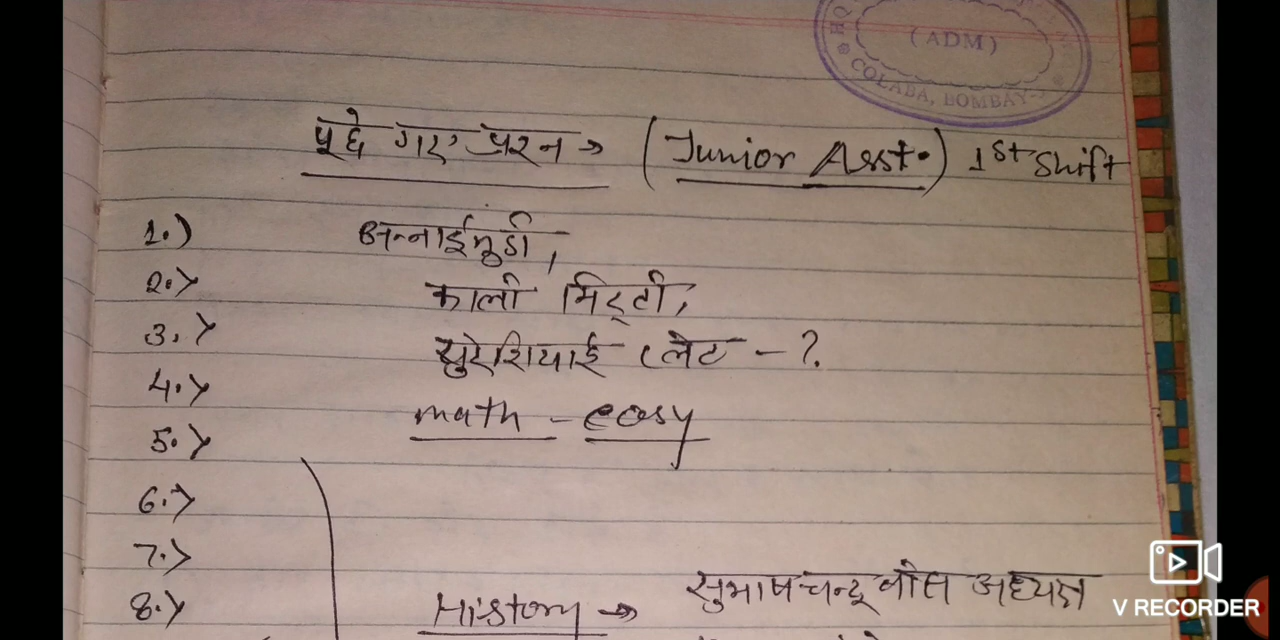 (ADM)
COLABA, BOMBAY-
पूछे गए प्रश्न → (Junior Asst.) 1st Shift
1.) अन्नाईमुडी,
2.> काली मिट्टी,
3.> युरेशियाई प्लेट - ?
4.> math - easy
5.>
6.>
7.>
8.> History → सुभाषचन्द्र बोस अध्यक्ष
V RECORDER